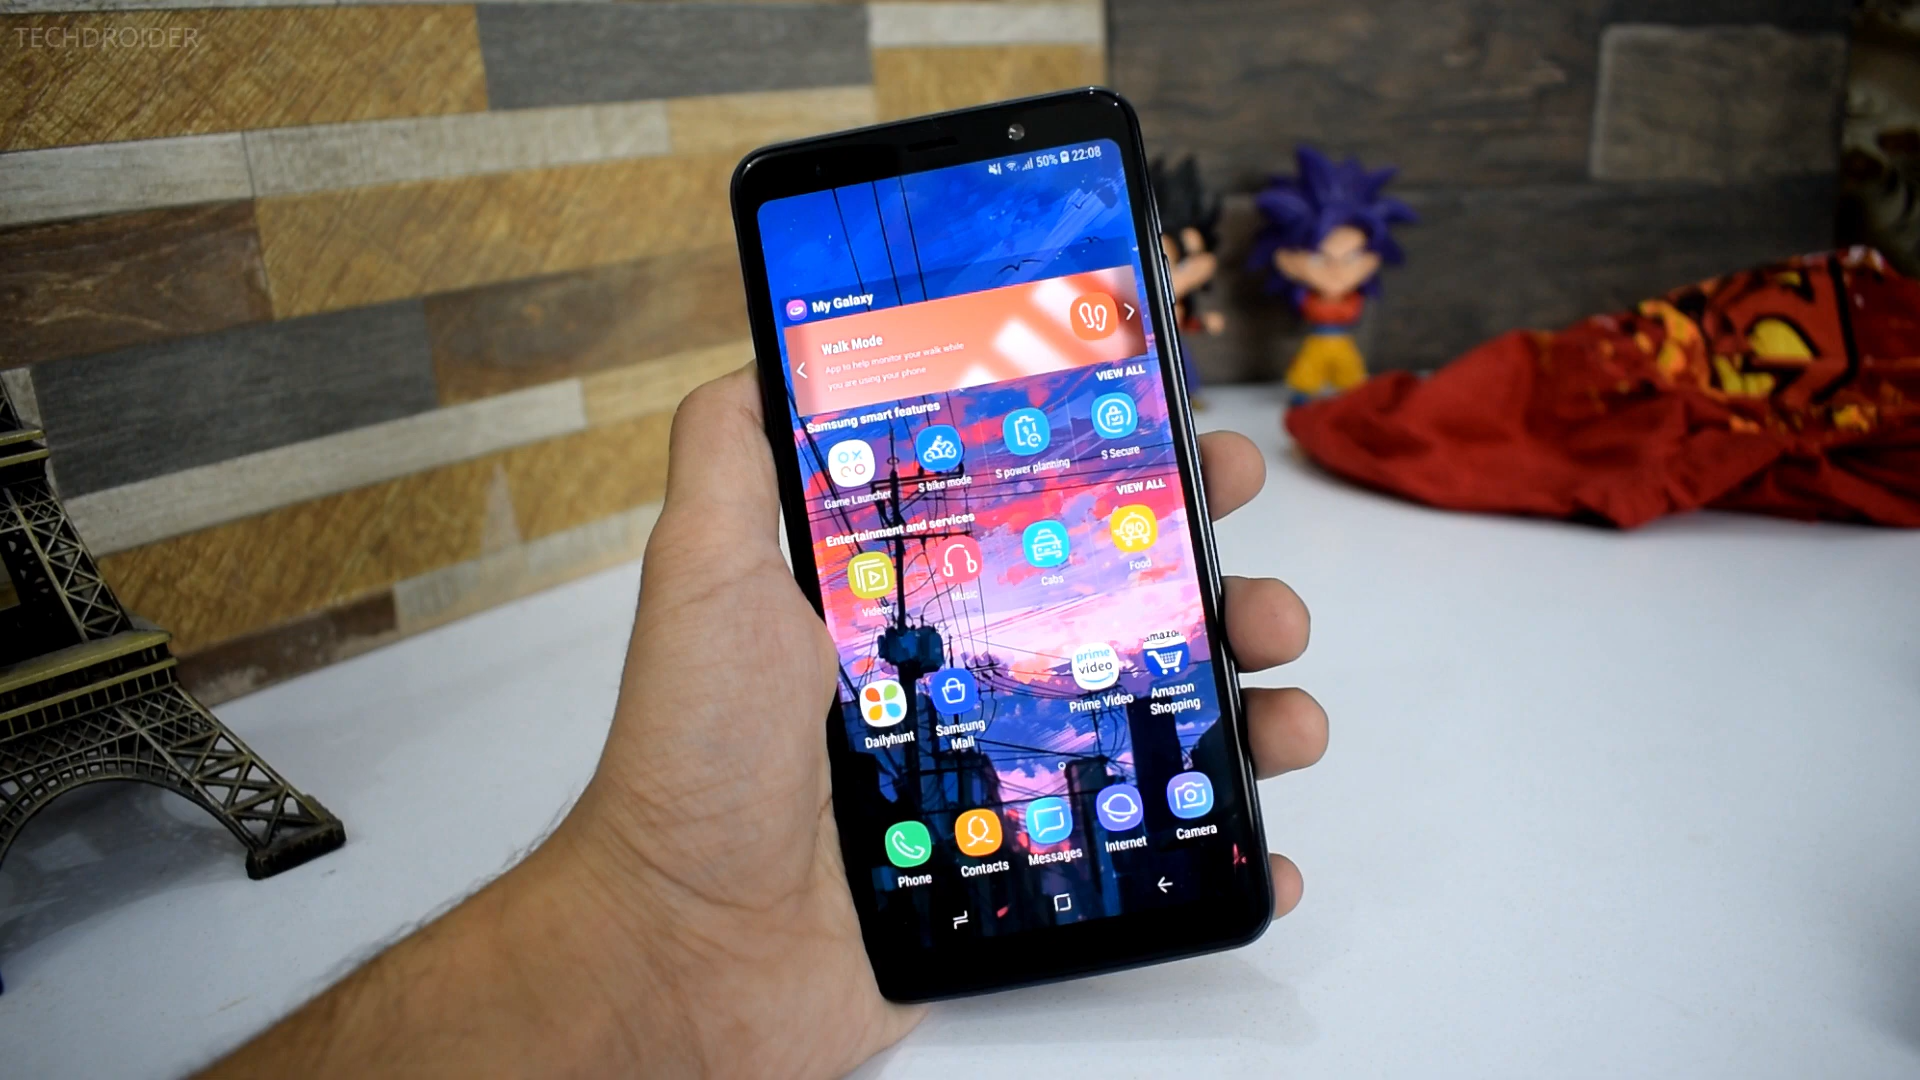 TECHDROIDER
50% 22:08
My Galaxy
Walk Mode
App to help monitor your walk while
you are using your phone
VIEW ALL
Samsung smart features
Game Launcher
S bike mode
S power planning
S Secure
VIEW ALL
Entertainment and services
Videos
Music
Cabs
Food
prime
video
amazon
Dailyhunt
Samsung
Mall
Prime Video
Amazon
Shopping
Phone
Contacts
Messages
Internet
Camera